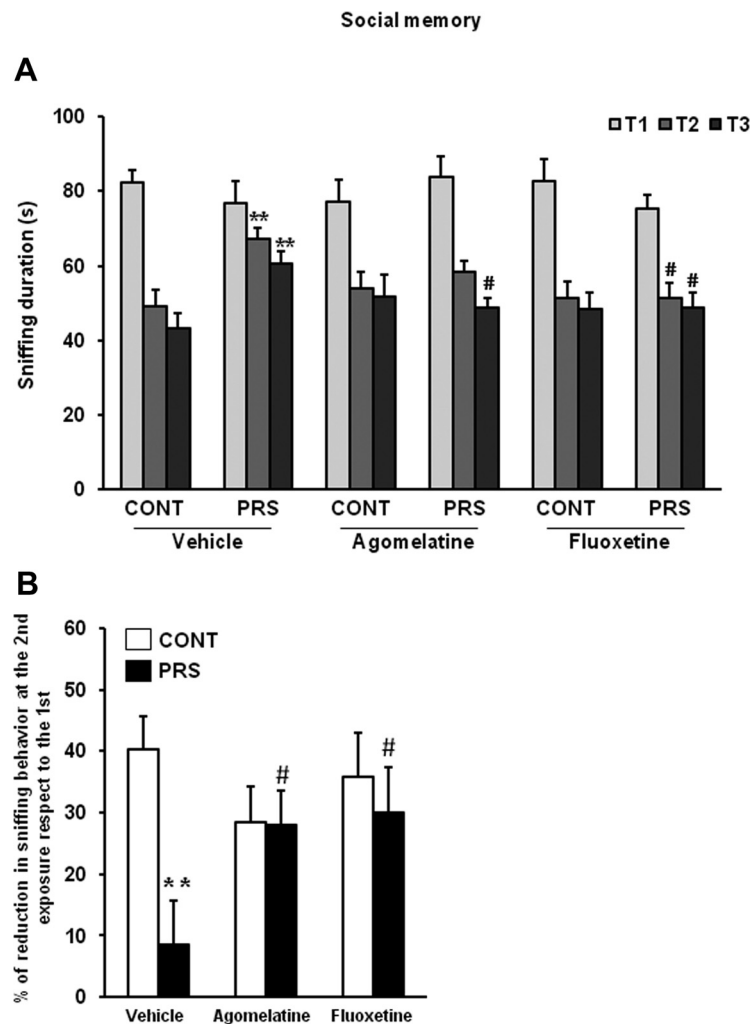 Social memory
A
Sniffing duration (s)
100
80
60
40
20
0
T1 T2 T3
** **
#
# #
CONT PRS CONT PRS CONT PRS
Vehicle Agomelatine Fluoxetine
B
% of reduction in sniffing behavior at the 2nd
exposure respect to the 1st
60
50
40
30
20
10
0
CONT
PRS
**
#
#
Vehicle Agomelatine Fluoxetine